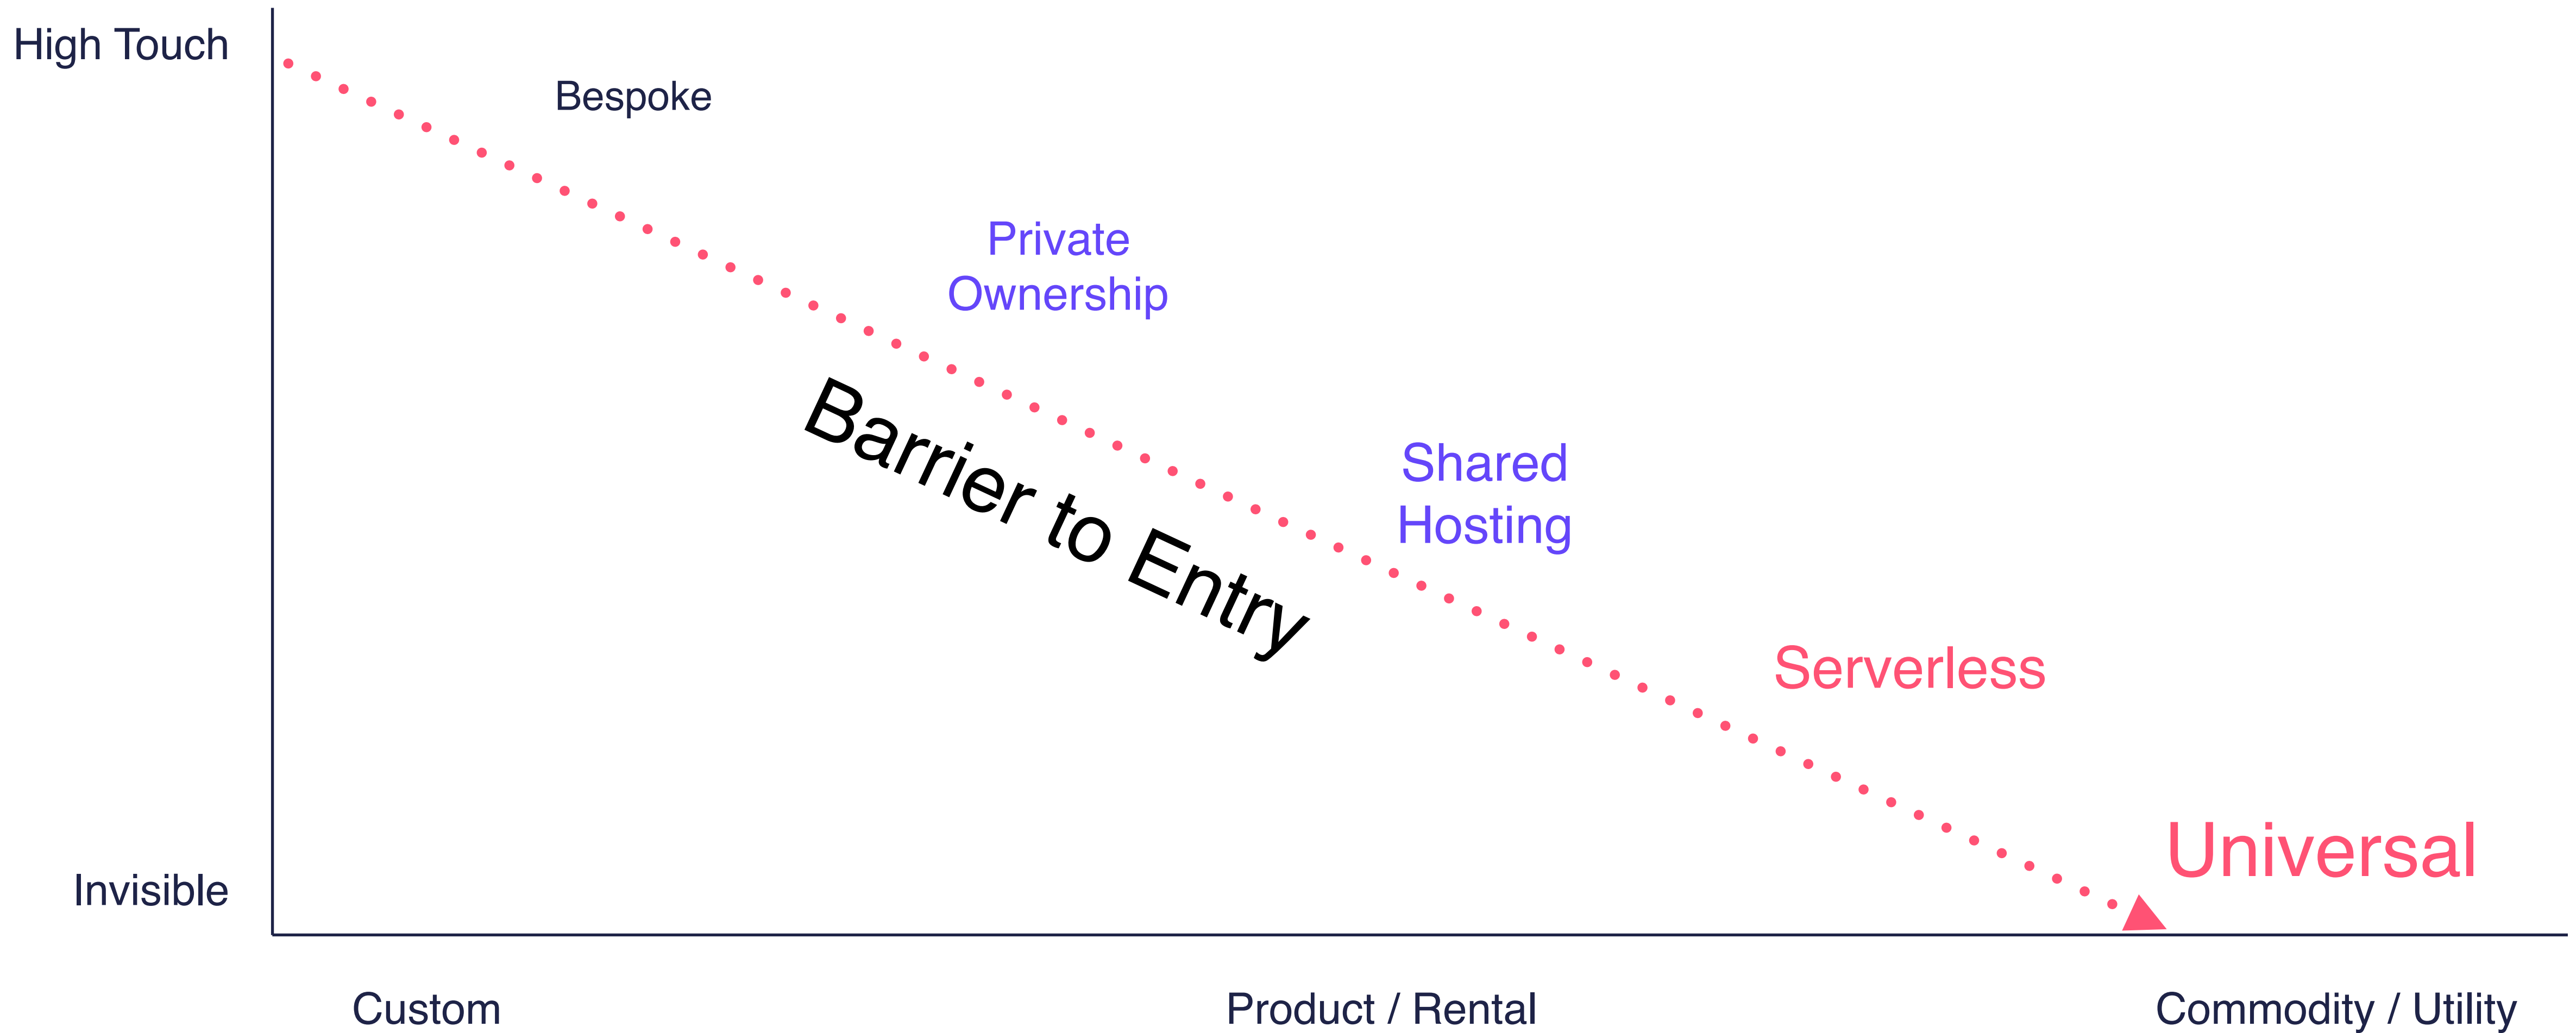 High Touch
Bespoke
Private
Ownership
Barrier to Entry
Shared
Hosting
Serverless
Universal
Invisible
Custom
Product / Rental
Commodity / Utility